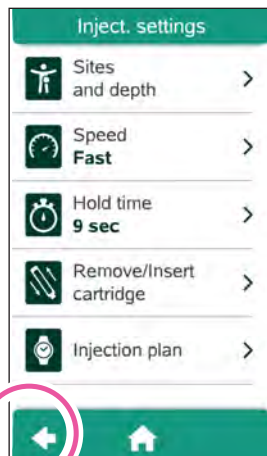 Inject. settings
Sites
and depth
Speed
Fast
Hold time
9 sec
Remove/Insert
cartridge
Injection plan